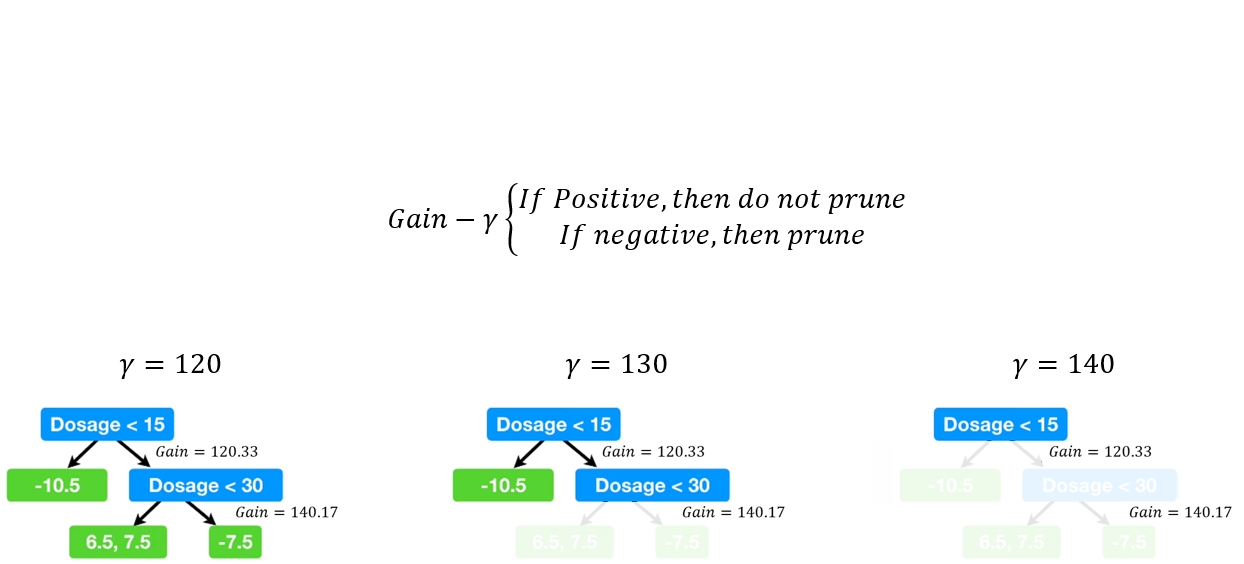 Gain − γ { If Positive, then do not prune
If negative, then prune
γ = 120
Dosage < 15
Gain = 120.33
-10.5
Dosage < 30
Gain = 140.17
6.5, 7.5
-7.5
γ = 130
Dosage < 15
Gain = 120.33
-10.5
Dosage < 30
Gain = 140.17
6.5, 7.5
-7.5
γ = 140
Dosage < 15
Gain = 120.33
-10.5
Dosage < 30
Gain = 140.17
6.5, 7.5
-7.5